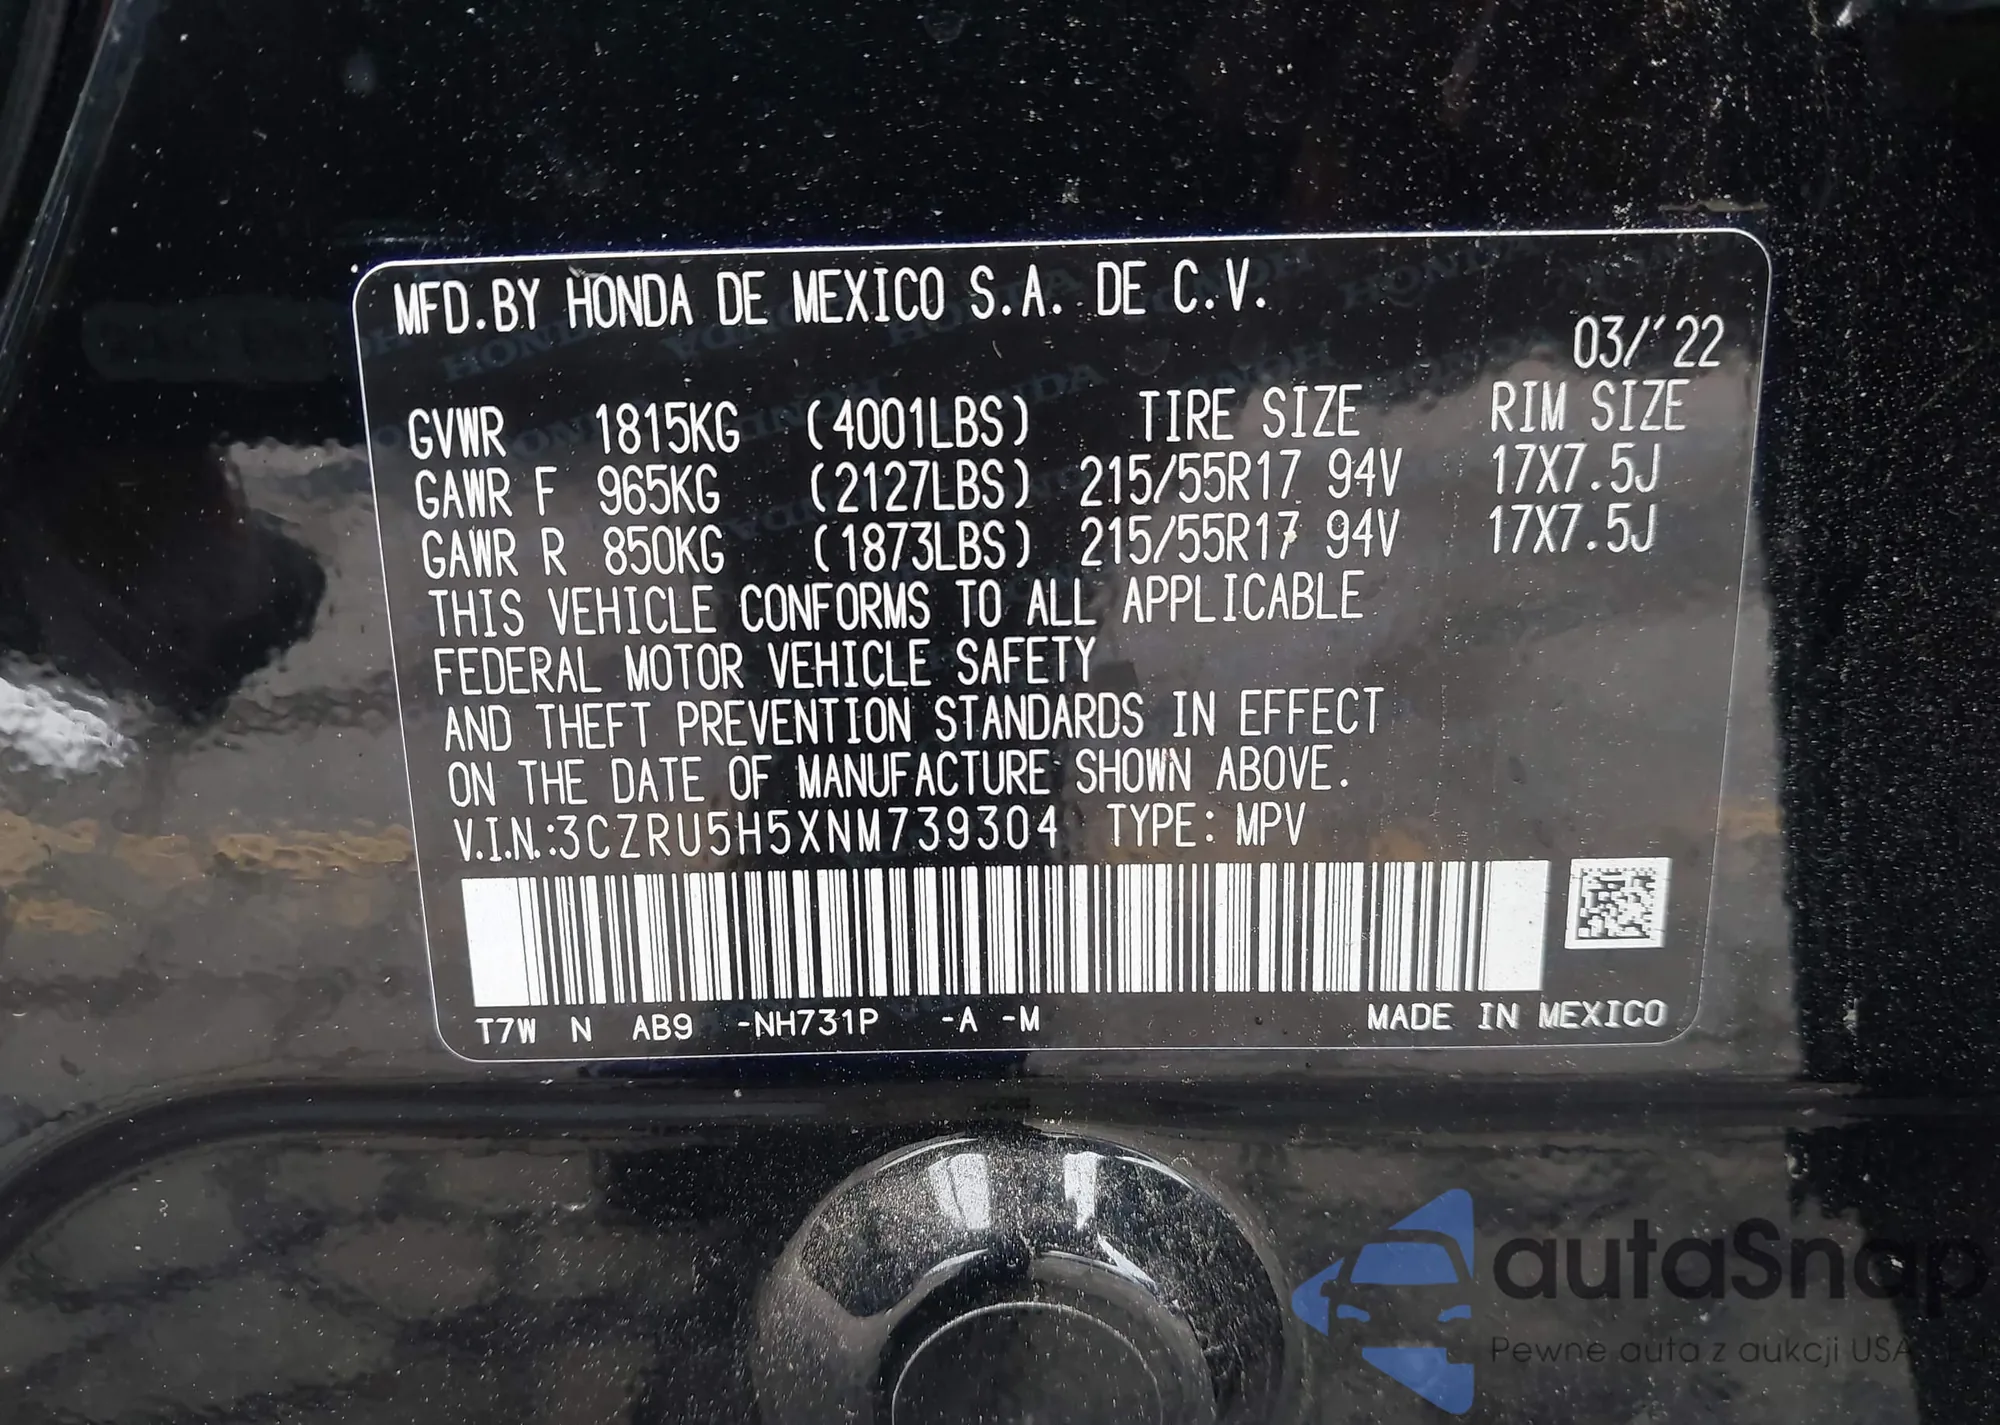 MFD.BY HONDA DE MEXICO S.A. DE C.V.
03/'22
GVWR 1815KG (4001LBS) TIRE SIZE RIM SIZE
GAWR F 965KG (2127LBS) 215/55R17 94V 17X7.5J
GAWR R 850KG (1873LBS) 215/55R17 94V 17X7.5J
THIS VEHICLE CONFORMS TO ALL APPLICABLE
FEDERAL MOTOR VEHICLE SAFETY
AND THEFT PREVENTION STANDARDS IN EFFECT
ON THE DATE OF MANUFACTURE SHOWN ABOVE.
V.I.N.:3CZRU5H5XNM739304 TYPE: MPV
T7W N AB9 -NH731P -A -M MADE IN MEXICO
autaSnap
Pewne auta z aukcji USA